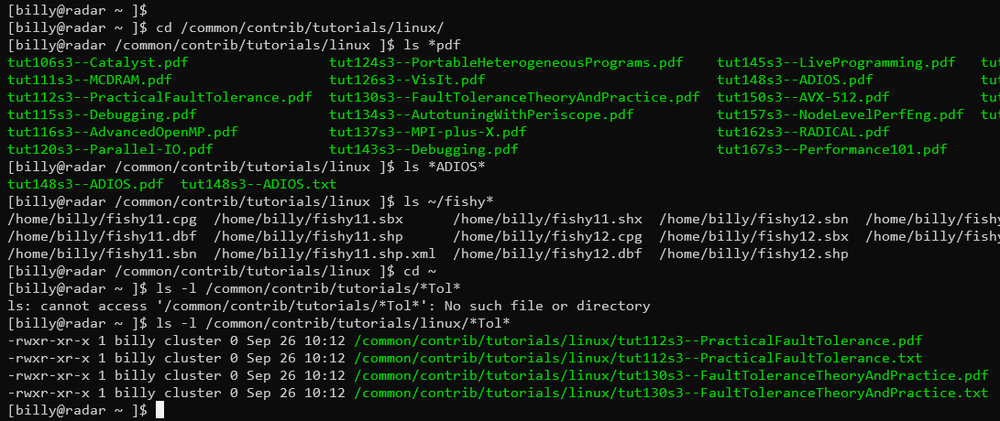 [billy@radar ~ ]$
[billy@radar ~ ]$ cd /common/contrib/tutorials/linux/
[billy@radar /common/contrib/tutorials/linux ]$ ls *pdf
tut106s3--Catalyst.pdf tut124s3--PortableHeterogeneousPrograms.pdf tut145s3--LiveProgramming.pdf
tut111s3--MCDRAM.pdf tut126s3--VisIt.pdf tut148s3--ADIOS.pdf
tut112s3--PracticalFaultTolerance.pdf tut130s3--FaultToleranceTheoryAndPractice.pdf tut150s3--AVX-512.pdf
tut115s3--Debugging.pdf tut134s3--AutotuningWithPeriscope.pdf tut157s3--NodeLevelPerfEng.pdf
tut116s3--AdvancedOpenMP.pdf tut137s3--MPI-plus-X.pdf tut162s3--RADICAL.pdf
tut120s3--Parallel-IO.pdf tut143s3--Debugging.pdf tut167s3--Performance101.pdf
[billy@radar /common/contrib/tutorials/linux ]$ ls *ADIOS*
tut148s3--ADIOS.pdf tut148s3--ADIOS.txt
[billy@radar /common/contrib/tutorials/linux ]$ ls ~/fishy*
/home/billy/fishy11.cpg /home/billy/fishy11.sbx /home/billy/fishy11.shx /home/billy/fishy12.sbn /home/billy/fishy
/home/billy/fishy11.dbf /home/billy/fishy11.shp /home/billy/fishy12.cpg /home/billy/fishy12.sbx /home/billy/fishy
/home/billy/fishy11.sbn /home/billy/fishy11.shp.xml /home/billy/fishy12.dbf /home/billy/fishy12.shp
[billy@radar /common/contrib/tutorials/linux ]$ cd ~
[billy@radar ~ ]$ ls -l /common/contrib/tutorials/*Tol*
ls: cannot access '/common/contrib/tutorials/*Tol*': No such file or directory
[billy@radar ~ ]$ ls -l /common/contrib/tutorials/linux/*Tol*
-rwxr-xr-x 1 billy cluster 0 Sep 26 10:12 /common/contrib/tutorials/linux/tut112s3--PracticalFaultTolerance.pdf
-rwxr-xr-x 1 billy cluster 0 Sep 26 10:12 /common/contrib/tutorials/linux/tut112s3--PracticalFaultTolerance.txt
-rwxr-xr-x 1 billy cluster 0 Sep 26 10:12 /common/contrib/tutorials/linux/tut130s3--FaultToleranceTheoryAndPractice.pdf
-rwxr-xr-x 1 billy cluster 0 Sep 26 10:12 /common/contrib/tutorials/linux/tut130s3--FaultToleranceTheoryAndPractice.txt
[billy@radar ~ ]$